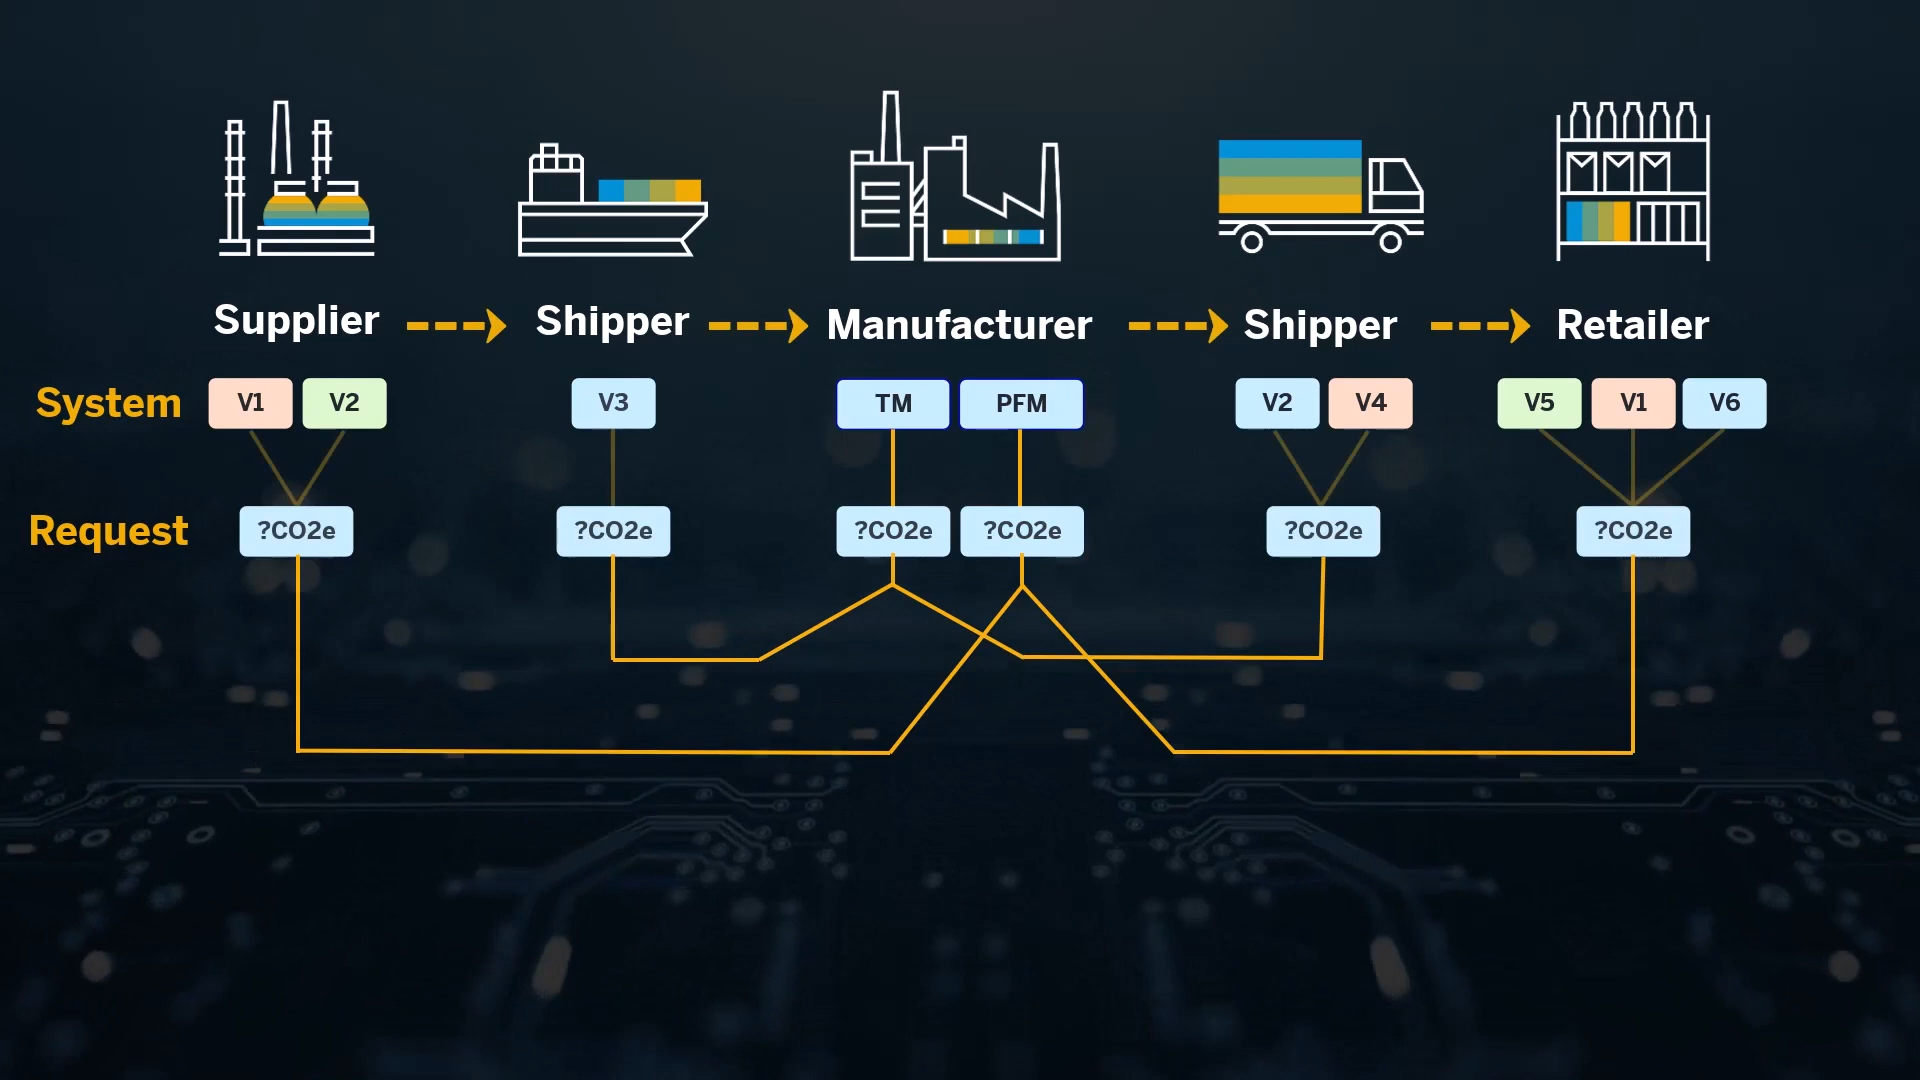 Supplier Shipper Manufacturer Shipper Retailer
System V1 V2 V3 TM PFM V2 V4 V5 V1 V6
Request ?CO2e ?CO2e ?CO2e ?CO2e ?CO2e ?CO2e